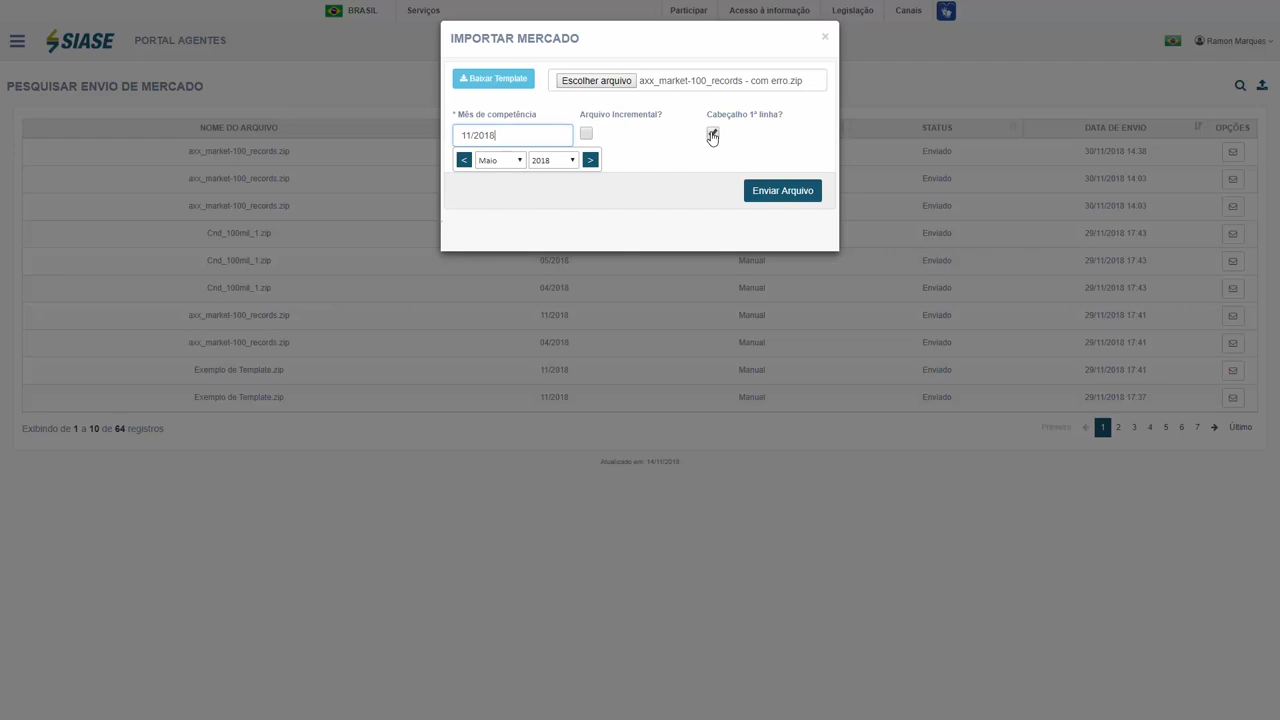 BRASIL Serviços Participar Acesso à informação Legislação Canais
SIASE PORTAL AGENTES Ramon Marques
PESQUISAR ENVIO DE MERCADO
IMPORTAR MERCADO ×
Baixar Template Escolher arquivo axx_market-100_records - com erro.zip
* Mês de competência Arquivo Incremental? Cabeçalho 1ª linha?
11/2018
< Maio 2018 >
Enviar Arquivo
NOME DO ARQUIVO STATUS DATA DE ENVIO OPÇÕES
axx_market-100_records.zip Enviado 30/11/2018 14:38
axx_market-100_records.zip Enviado 30/11/2018 14:03
axx_market-100_records.zip Enviado 30/11/2018 14:03
Cnd_100mil_1.zip Enviado 29/11/2018 17:43
Cnd_100mil_1.zip 05/2018 Manual Enviado 29/11/2018 17:43
Cnd_100mil_1.zip 04/2018 Manual Enviado 29/11/2018 17:43
axx_market-100_records.zip 11/2018 Manual Enviado 29/11/2018 17:41
axx_market-100_records.zip 04/2018 Manual Enviado 29/11/2018 17:41
Exemplo de Template.zip 11/2018 Manual Enviado 29/11/2018 17:41
Exemplo de Template.zip 11/2018 Manual Enviado 29/11/2018 17:37
Exibindo de 1 a 10 de 64 registros Primeiro 1 2 3 4 5 6 7 Último
Atualizado em: 14/11/2018